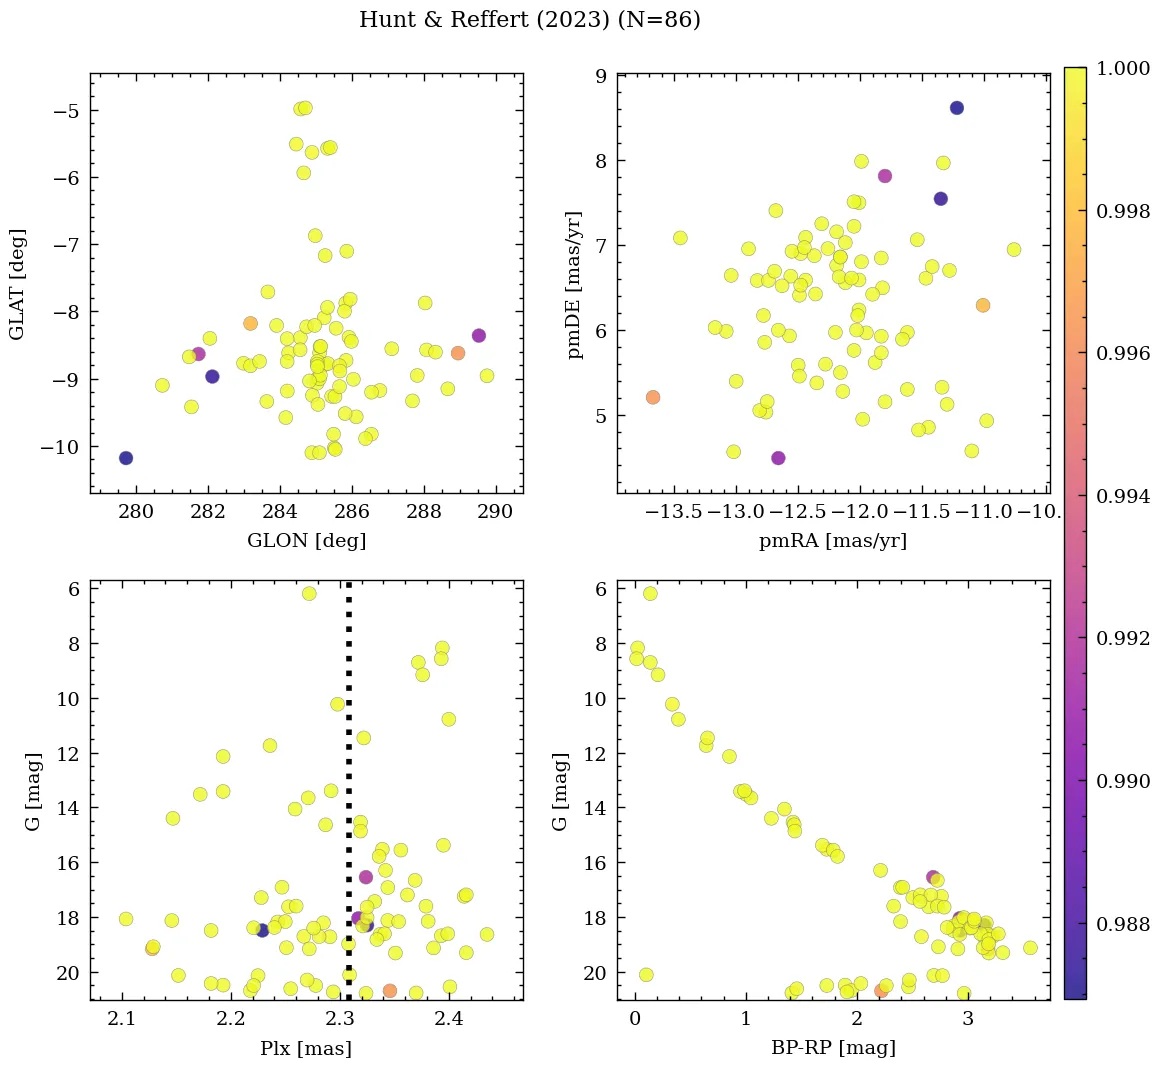 Hunt & Reffert (2023) (N=86)
−5
−6
−7
−8
−9
−10
GLAT [deg]
280 282 284 286 288 290
GLON [deg]
9
8
7
6
5
pmDE [mas/yr]
−13.5 −13.0 −12.5 −12.0 −11.5 −11.0 −10.
pmRA [mas/yr]
1.000
0.998
0.996
0.994
0.992
0.990
0.988
6
8
10
12
14
16
18
20
G [mag]
2.1 2.2 2.3 2.4
Plx [mas]
6
8
10
12
14
16
18
20
G [mag]
0 1 2 3
BP-RP [mag]